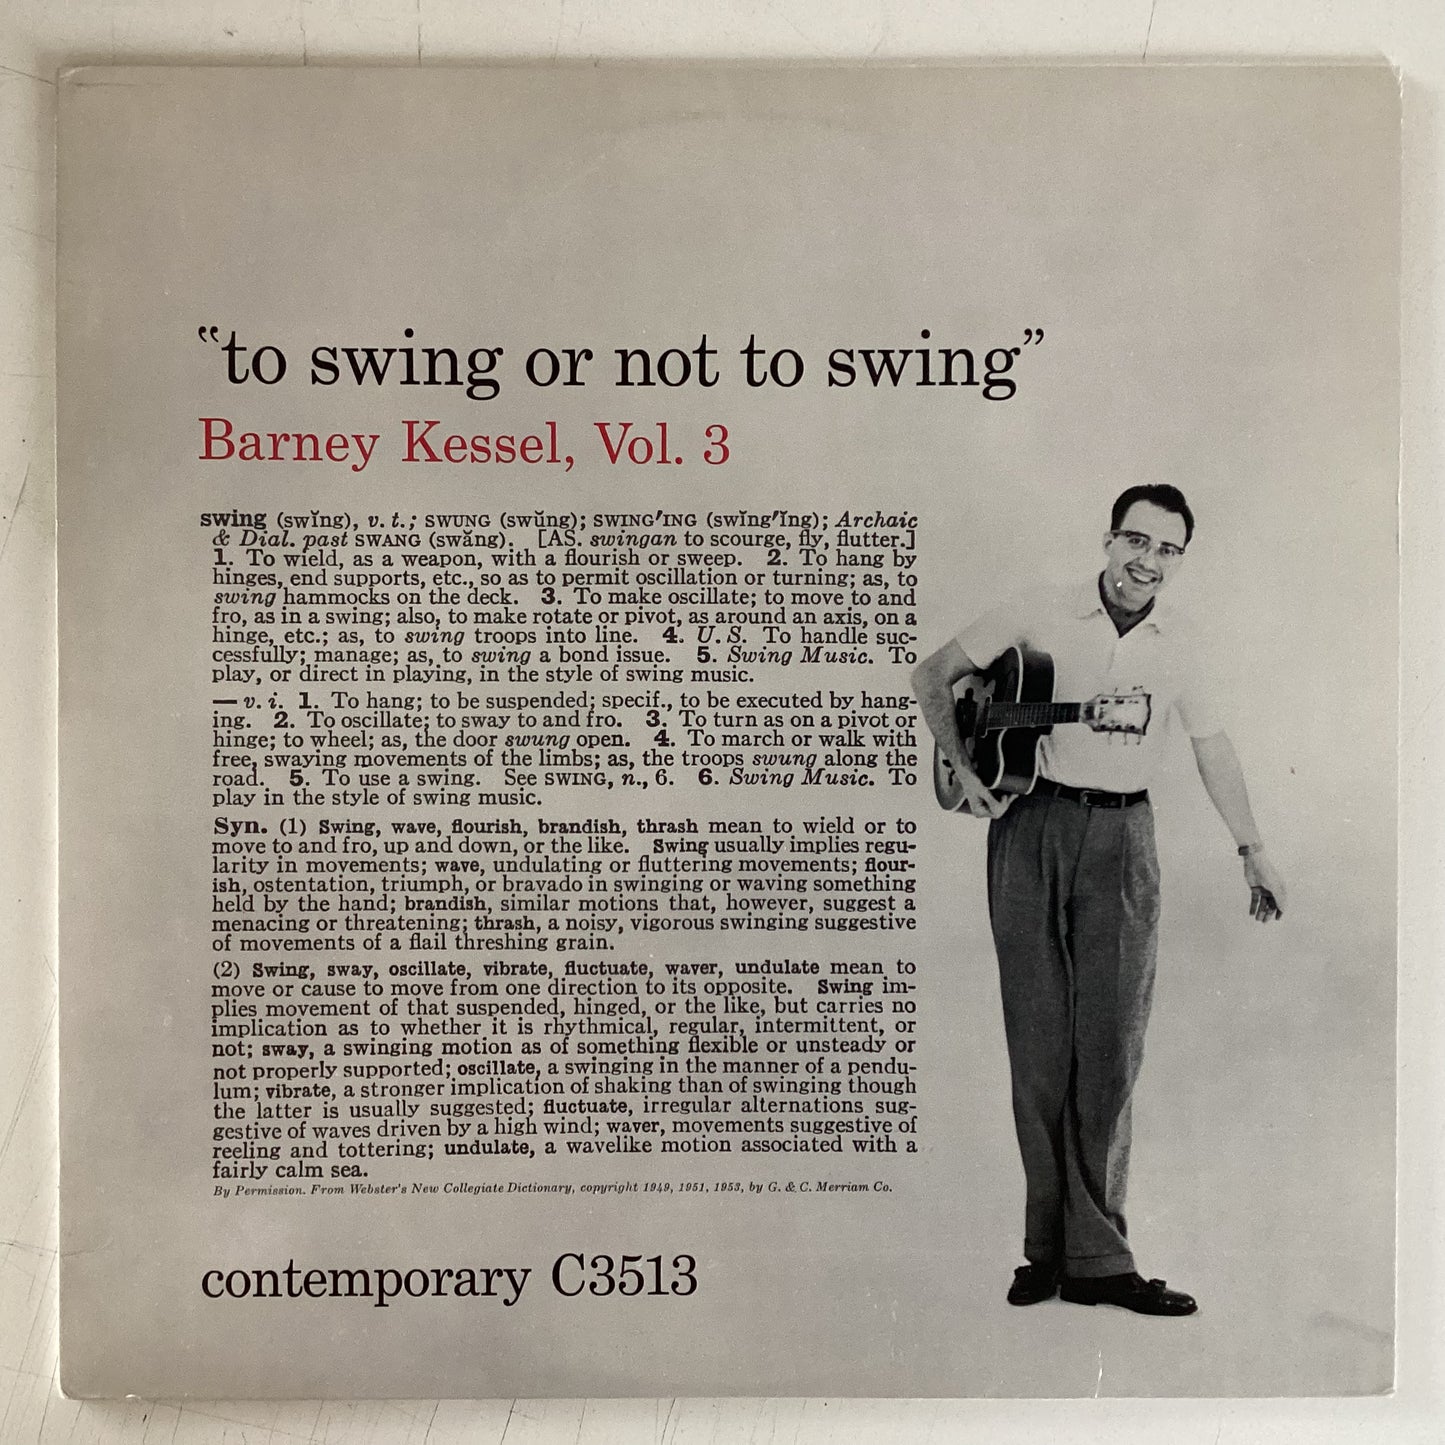 “to swing or not to swing”
Barney Kessel, Vol. 3
swing (swĭng), v. t.; SWUNG (swŭng); SWING′ING (swĭng′ĭng); Archaic
& Dial. past SWANG (swăng). [AS. swingan to scourge, fly, flutter.]
1. To wield, as a weapon, with a flourish or sweep. 2. To hang by
hinges, end supports, etc., so as to permit oscillation or turning; as, to
swing hammocks on the deck. 3. To make oscillate; to move to and
fro, as in a swing; also, to make rotate or pivot, as around an axis, on a
hinge, etc.; as, to swing troops into line. 4. U. S. To handle suc-
cessfully; manage; as, to swing a bond issue. 5. Swing Music. To
play, or direct in playing, in the style of swing music.
— v. i. 1. To hang; to be suspended; specif., to be executed by hang-
ing. 2. To oscillate; to sway to and fro. 3. To turn as on a pivot or
hinge; to wheel; as, the door swung open. 4. To march or walk with
free, swaying movements of the limbs; as, the troops swung along the
road. 5. To use a swing. See SWING, n., 6. 6. Swing Music. To
play in the style of swing music.
Syn. (1) Swing, wave, flourish, brandish, thrash mean to wield or to
move to and fro, up and down, or the like. Swing usually implies regu-
larity in movements; wave, undulating or fluttering movements; flour-
ish, ostentation, triumph, or bravado in swinging or waving something
held by the hand; brandish, similar motions that, however, suggest a
menacing or threatening; thrash, a noisy, vigorous swinging suggestive
of movements of a flail threshing grain.
(2) Swing, sway, oscillate, vibrate, fluctuate, waver, undulate mean to
move or cause to move from one direction to its opposite. Swing im-
plies movement of that suspended, hinged, or the like, but carries no
implication as to whether it is rhythmical, regular, intermittent, or
not; sway, a swinging motion as of something flexible or unsteady or
not properly supported; oscillate, a swinging in the manner of a pendu-
lum; vibrate, a stronger implication of shaking than of swinging though
the latter is usually suggested; fluctuate, irregular alternations sug-
gestive of waves driven by a high wind; waver, movements suggestive of
reeling and tottering; undulate, a wavelike motion associated with a
fairly calm sea.
By Permission. From Webster's New Collegiate Dictionary, copyright 1949, 1951, 1953, by G. & C. Merriam Co.
contemporary C3513